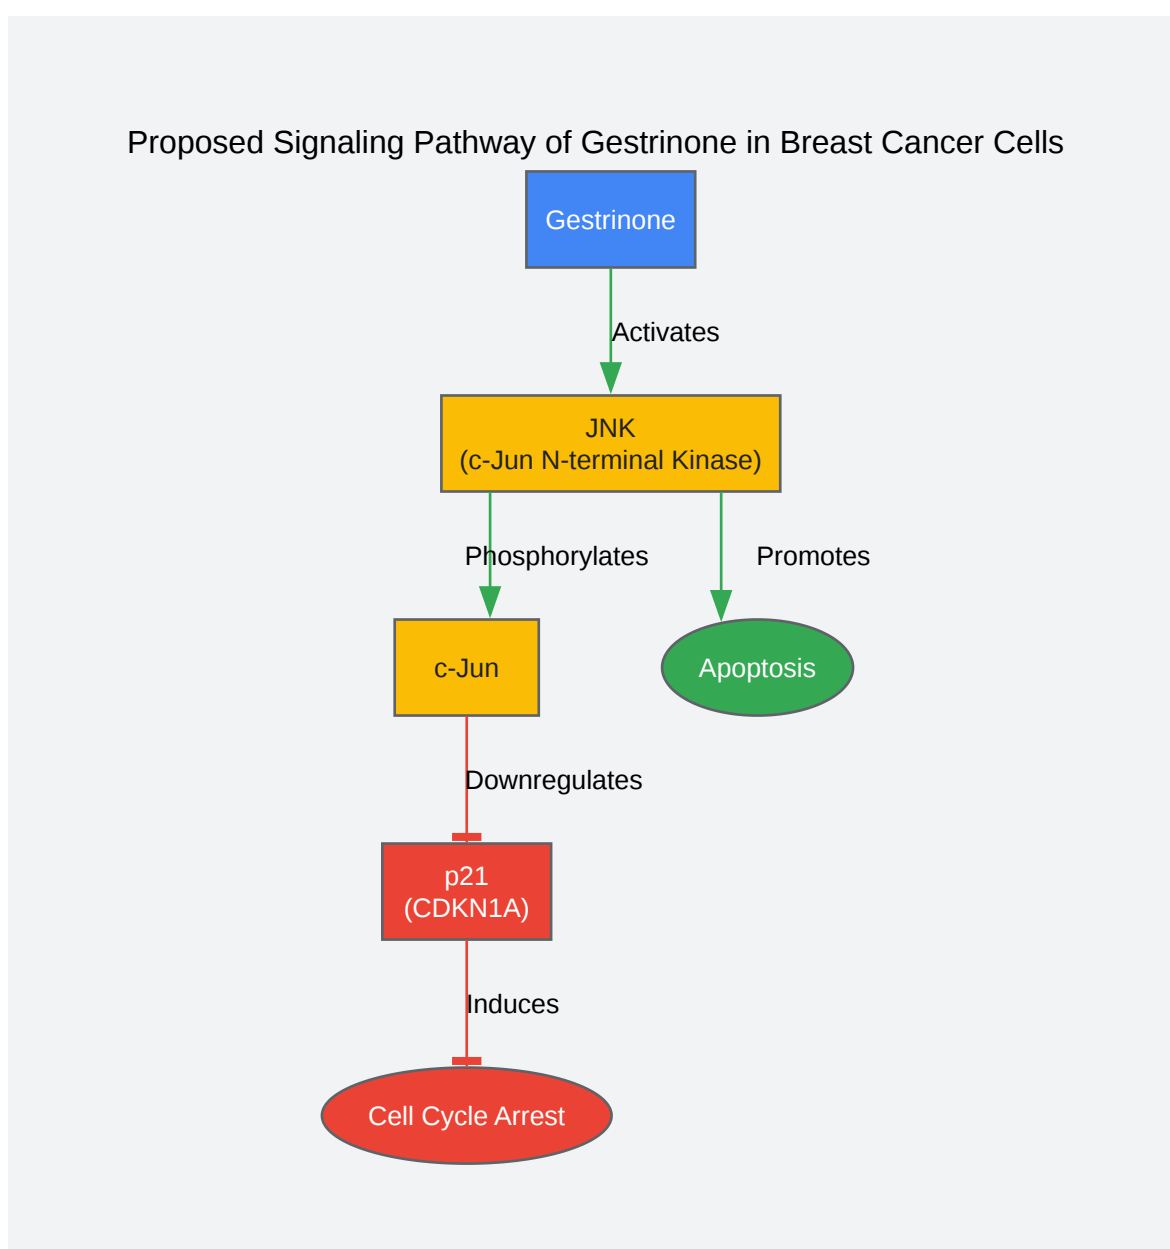 Proposed Signaling Pathway of Gestrinone in Breast Cancer Cells
Gestrinone
Activates
JNK
(c-Jun N-terminal Kinase)
Phosphorylates
Promotes
c-Jun
Apoptosis
Downregulates
p21
(CDKN1A)
Induces
Cell Cycle Arrest